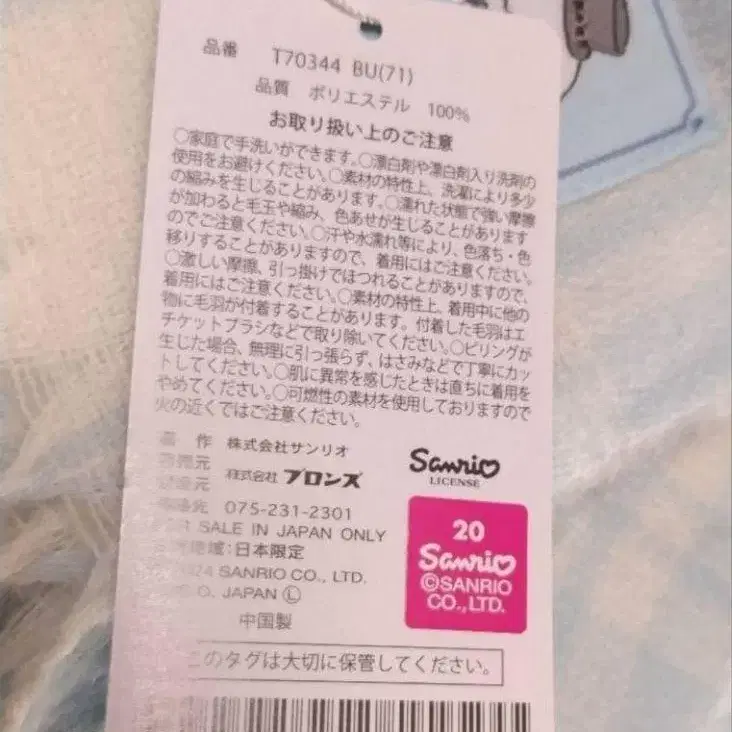 品番 T70344 BU(71)
品質 ポリエステル 100%
お取り扱い上のご注意
○家庭で手洗いができます。○漂白剤や漂白剤入り洗剤の
使用をお避けください。○素材の特性上、洗濯により多少
の縮みを生じることがあります。○濡れた状態で強い摩擦
が加わると毛玉や縮み、色あせが生じることがあります
のでご注意ください。○汗や水濡れ等により、色落ち・色
移りすることがありますので、着用にはご注意ください。
○激しい摩擦、引っ掛けでほつれることがありますので、
着用にはご注意ください。○素材の特性上、着用中に他の
物に毛羽が付着することがあります。付着した毛羽はエ
チケットブラシなどで取り除いてください。○ピリングが
生じた場合、無理に引っ張らず、はさみなどで丁寧にカッ
トしてください。○肌に異常を感じたときは直ちに着用を
やめてください。○可燃性の素材を使用しておりますので
火の近くではご注意ください。
作 株式会社サンリオ
元 株式会社 ブロンズ
元
先 075-231-2301
SALE IN JAPAN ONLY
地域:日本限定
24 SANRIO CO., LTD.
O. JAPAN Ⓛ
中国製
Sanrio
LICENSE
20
Sanrio
©SANRIO
CO.,LTD.
このタグは大切に保管してください。